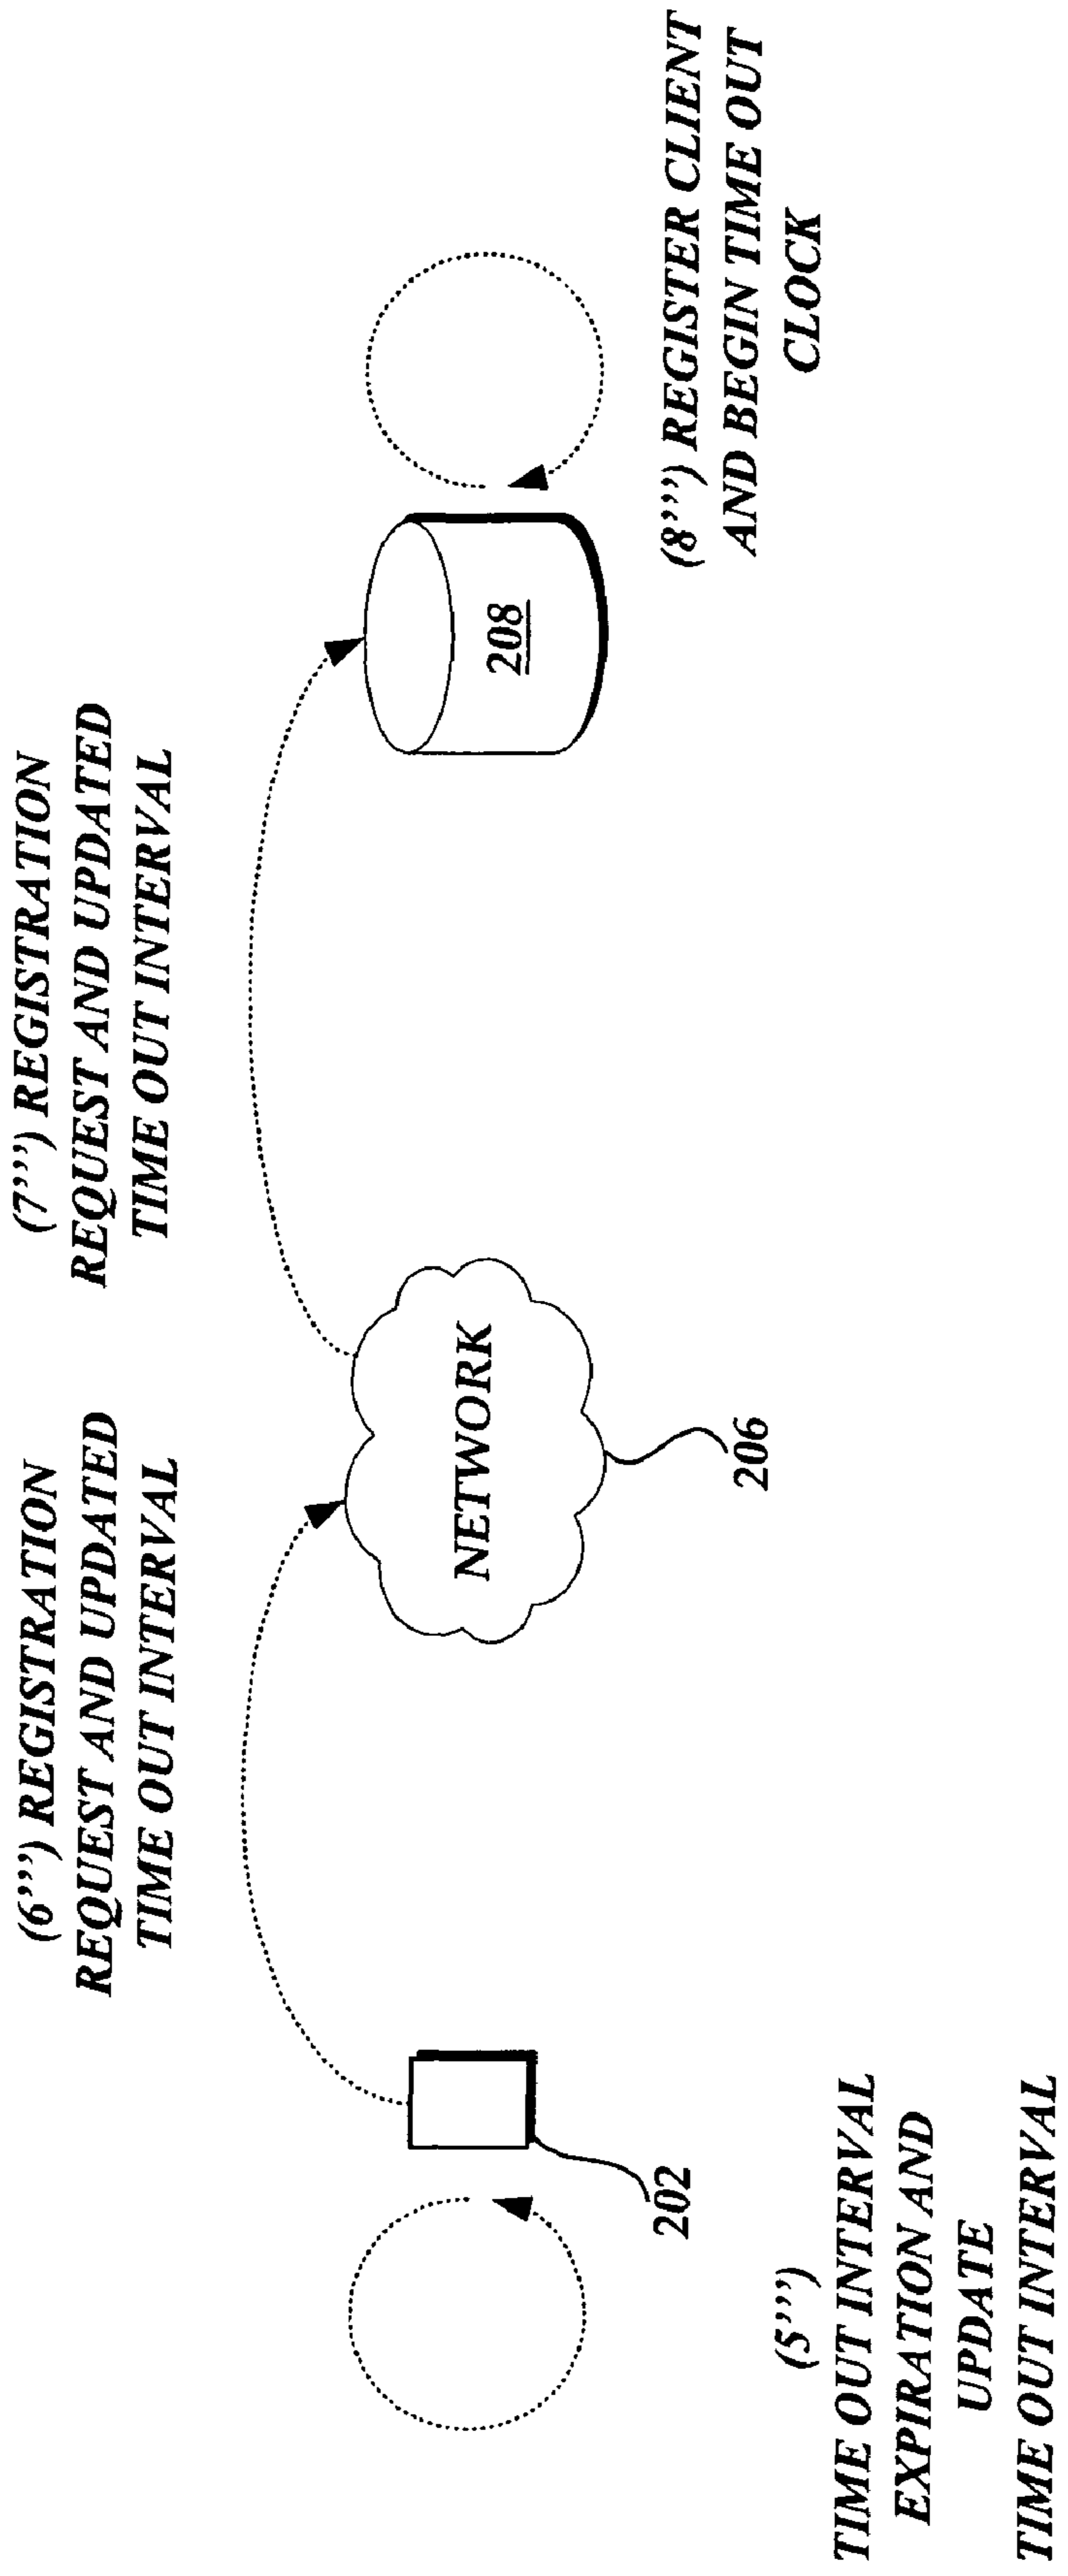 (5’’’)
TIME OUT INTERVAL
EXPIRATION AND
UPDATE
TIME OUT INTERVAL
202
(6’’’) REGISTRATION
REQUEST AND UPDATED
TIME OUT INTERVAL
NETWORK
206
(7’’’) REGISTRATION
REQUEST AND UPDATED
TIME OUT INTERVAL
208
(8’’’) REGISTER CLIENT
AND BEGIN TIME OUT
CLOCK